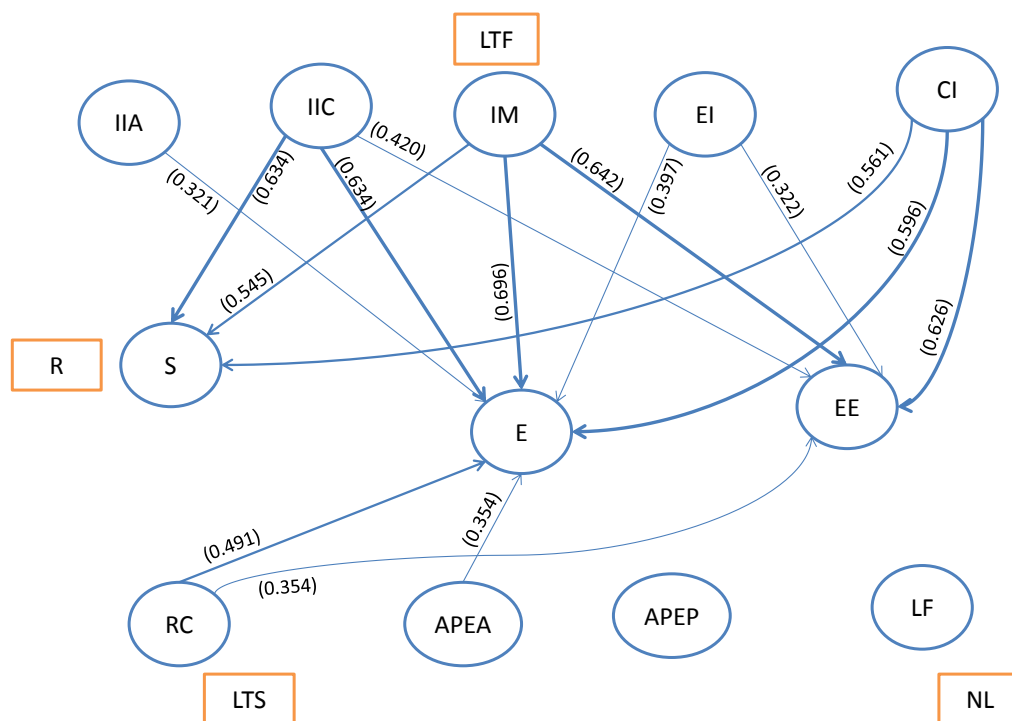 LTF
IIA
IIC
IM
EI
CI
(0.321)
(0.634)
(0.634)
(0.420)
(0.545)
(0.696)
(0.642)
(0.397)
(0.322)
(0.561)
(0.596)
(0.626)
R
S
E
EE
(0.491)
(0.354)
(0.354)
RC
APEA
APEP
LF
LTS
NL